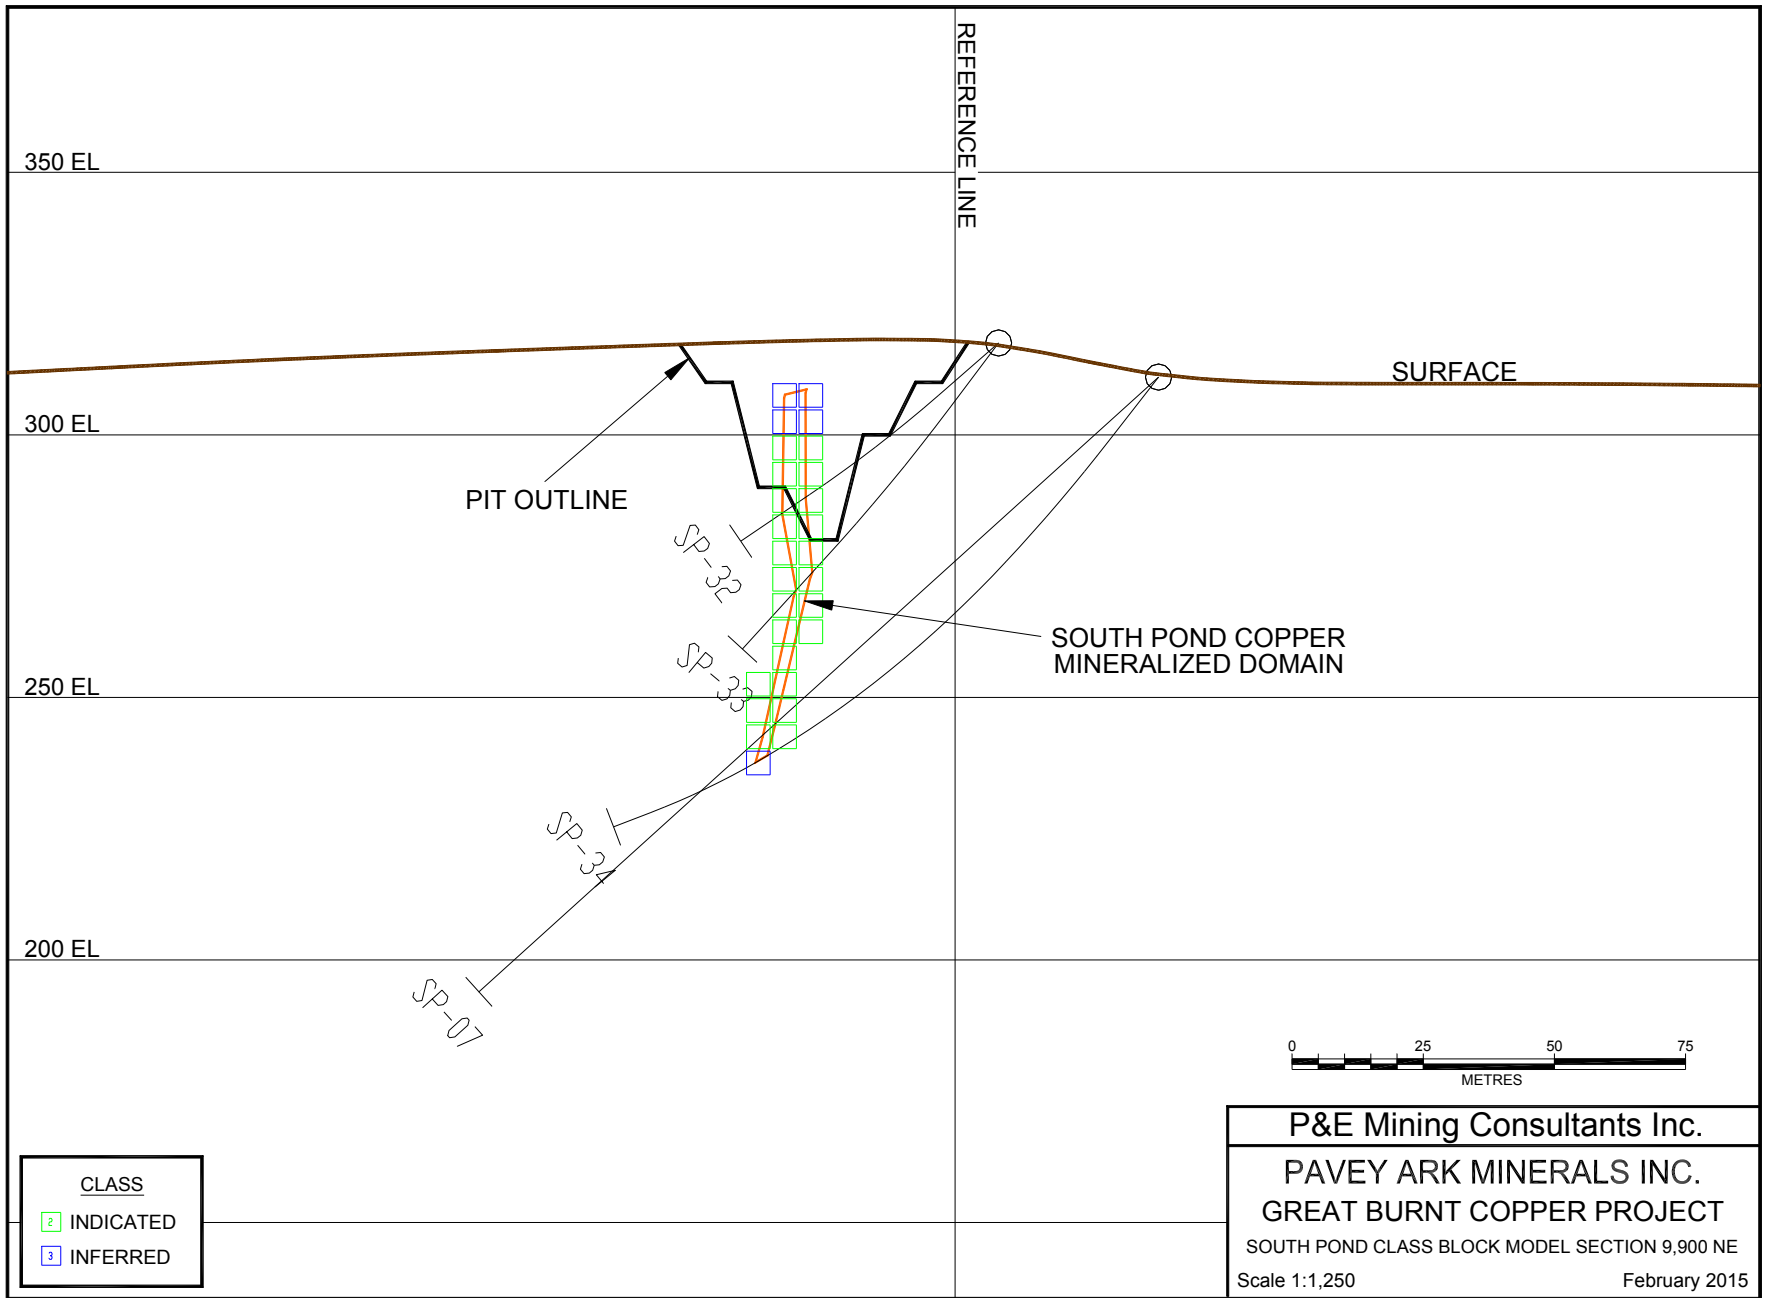 REFERENCE LINE
350 EL
SURFACE
300 EL
PIT OUTLINE
SP-32
SOUTH POND COPPER
MINERALIZED DOMAIN
SP-33
250 EL
SP-34
200 EL
SP-07
0 25 50 75
METRES
P&E Mining Consultants Inc.
PAVEY ARK MINERALS INC.
GREAT BURNT COPPER PROJECT
SOUTH POND CLASS BLOCK MODEL SECTION 9,900 NE
Scale 1:1,250 February 2015
CLASS
2 INDICATED
3 INFERRED